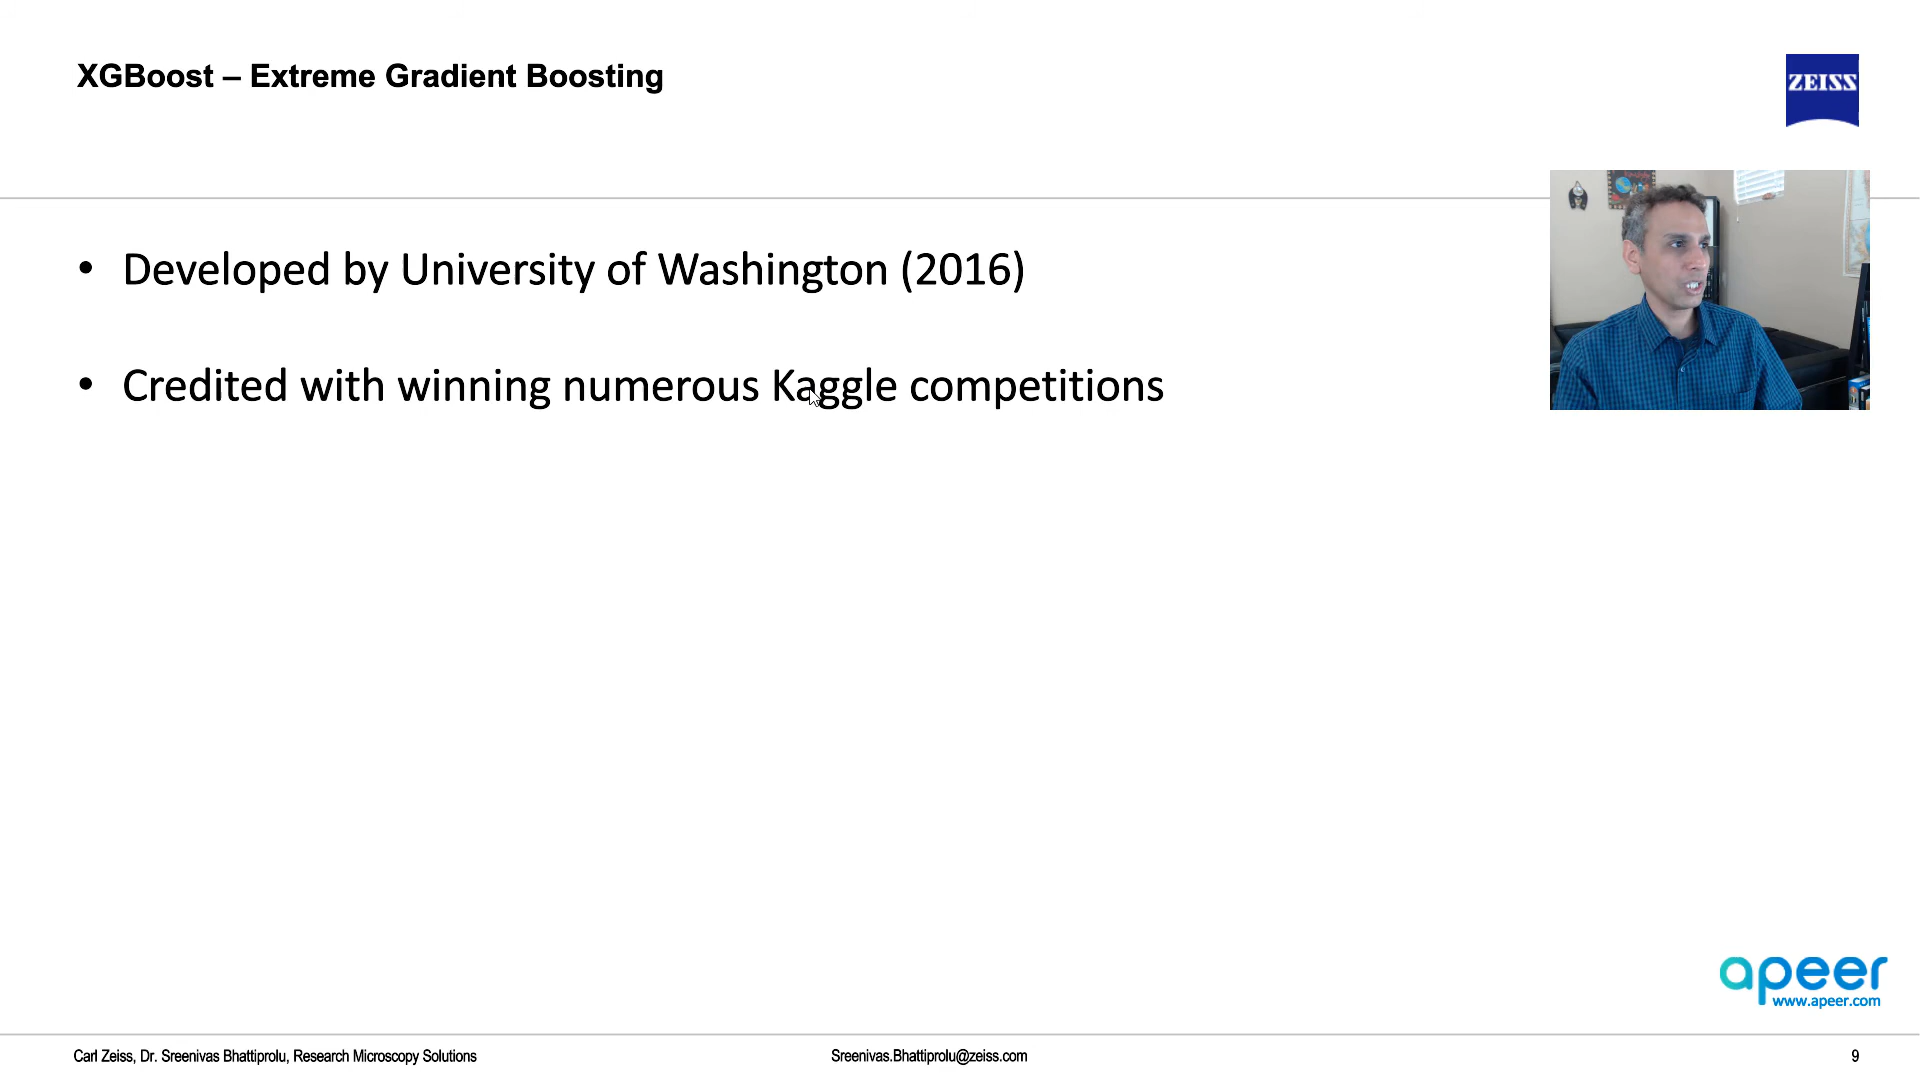 XGBoost – Extreme Gradient Boosting
ZEISS
• Developed by University of Washington (2016)
• Credited with winning numerous Kaggle competitions
apeer
www.apeer.com
Carl Zeiss, Dr. Sreenivas Bhattiprolu, Research Microscopy Solutions
Sreenivas.Bhattiprolu@zeiss.com
9